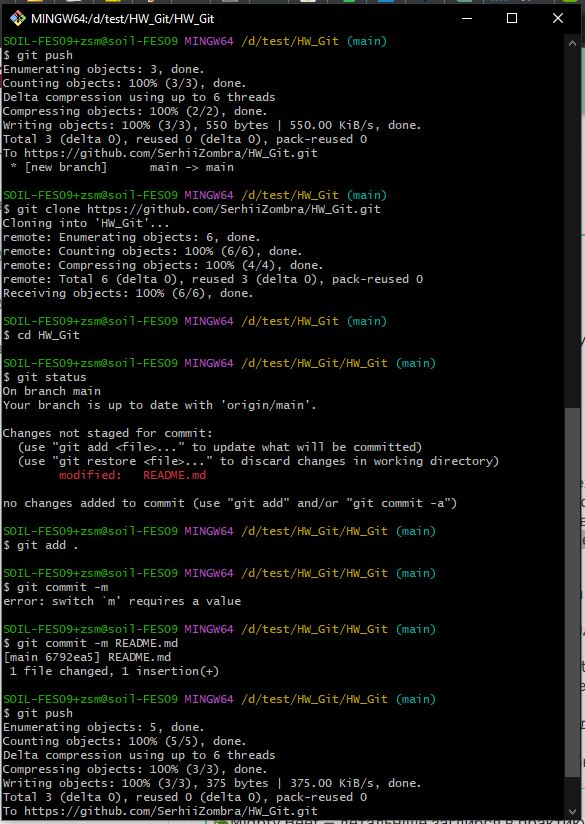 MINGW64:/d/test/HW_Git/HW_Git
SOIL-FES09+zsm@soil-FES09 MINGW64 /d/test/HW_Git (main)
$ git push
Enumerating objects: 3, done.
Counting objects: 100% (3/3), done.
Delta compression using up to 6 threads
Compressing objects: 100% (2/2), done.
Writing objects: 100% (3/3), 550 bytes | 550.00 KiB/s, done.
Total 3 (delta 0), reused 0 (delta 0), pack-reused 0
To https://github.com/SerhiiZombra/HW_Git.git
 * [new branch]      main -> main

SOIL-FES09+zsm@soil-FES09 MINGW64 /d/test/HW_Git (main)
$ git clone https://github.com/SerhiiZombra/HW_Git.git
Cloning into 'HW_Git'...
remote: Enumerating objects: 6, done.
remote: Counting objects: 100% (6/6), done.
remote: Compressing objects: 100% (4/4), done.
remote: Total 6 (delta 0), reused 3 (delta 0), pack-reused 0
Receiving objects: 100% (6/6), done.

SOIL-FES09+zsm@soil-FES09 MINGW64 /d/test/HW_Git (main)
$ cd HW_Git

SOIL-FES09+zsm@soil-FES09 MINGW64 /d/test/HW_Git/HW_Git (main)
$ git status
On branch main
Your branch is up to date with 'origin/main'.

Changes not staged for commit:
  (use "git add <file>..." to update what will be committed)
  (use "git restore <file>..." to discard changes in working directory)
        modified:   README.md

no changes added to commit (use "git add" and/or "git commit -a")

SOIL-FES09+zsm@soil-FES09 MINGW64 /d/test/HW_Git/HW_Git (main)
$ git add .

SOIL-FES09+zsm@soil-FES09 MINGW64 /d/test/HW_Git/HW_Git (main)
$ git commit -m
error: switch `m' requires a value

SOIL-FES09+zsm@soil-FES09 MINGW64 /d/test/HW_Git/HW_Git (main)
$ git commit -m README.md
[main 6792ea5] README.md
 1 file changed, 1 insertion(+)

SOIL-FES09+zsm@soil-FES09 MINGW64 /d/test/HW_Git/HW_Git (main)
$ git push
Enumerating objects: 5, done.
Counting objects: 100% (5/5), done.
Delta compression using up to 6 threads
Compressing objects: 100% (3/3), done.
Writing objects: 100% (3/3), 375 bytes | 375.00 KiB/s, done.
Total 3 (delta 0), reused 0 (delta 0), pack-reused 0
To https://github.com/SerhiiZombra/HW_Git.git